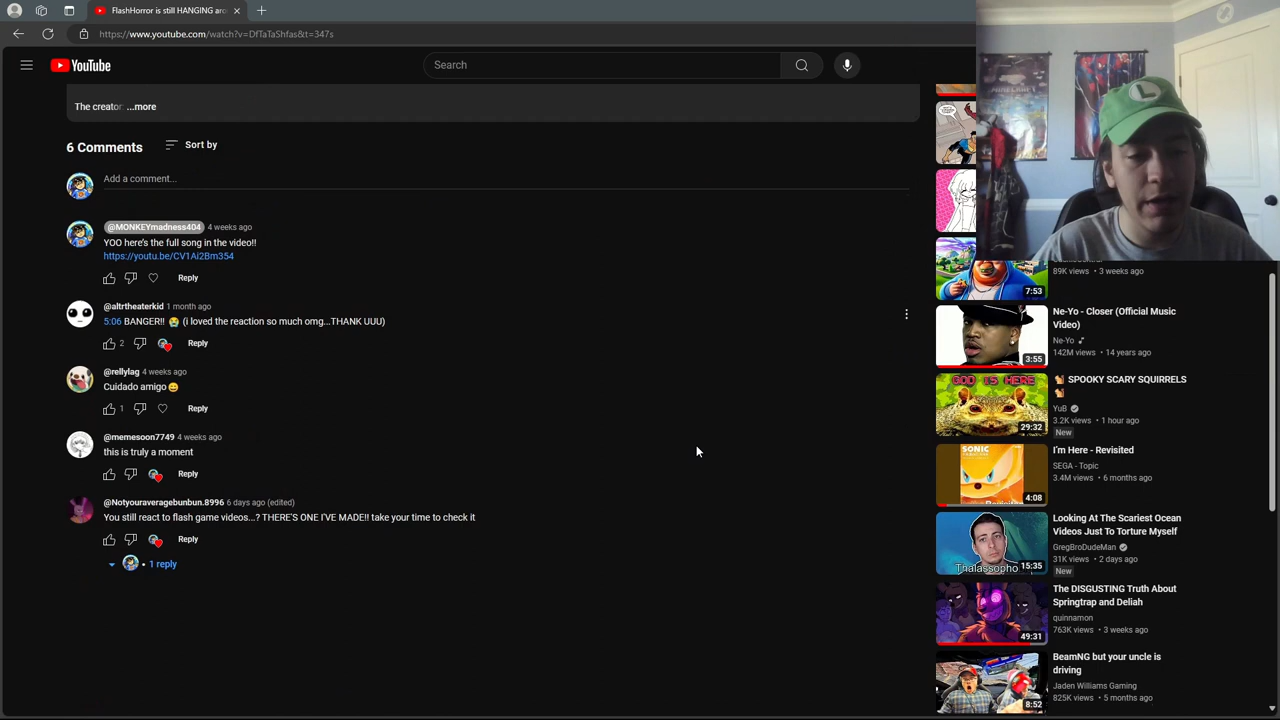 FlashHorror is still HANGING aro
https://www.youtube.com/watch?v=DfTaTaShfas&t=347s
YouTube
Search
The creator ...more
6 Comments
Sort by
Add a comment...
@MONKEYmadness404 4 weeks ago
YOO here's the full song in the video!!
https://youtu.be/CV1Ai2Bm354
Reply
@altrtheaterkid 1 month ago
5:06 BANGER!! 😭 (i loved the reaction so much omg...THANK UUU)
2 Reply
@rellylag 4 weeks ago
Cuidado amigo😄
1 Reply
@memesoon7749 4 weeks ago
this is truly a moment
Reply
@Notyouraveragebunbun.8996 6 days ago (edited)
You still react to flash game videos...? THERE'S ONE I'VE MADE!! take your time to check it
Reply
1 reply
MINECRAFT
L
89K views • 3 weeks ago
7:53
Ne-Yo - Closer (Official Music
Video)
Ne-Yo
142M views • 14 years ago
3:55
🐿️ SPOOKY SCARY SQUIRRELS
🐿️
YuB
3.2K views • 1 hour ago
New
GOD IS HERE
29:32
I'm Here - Revisited
SEGA - Topic
3.4M views • 6 months ago
SONIC
4:08
Looking At The Scariest Ocean
Videos Just To Torture Myself
GregBroDudeMan
31K views • 2 days ago
New
Thalassopho
15:35
The DISGUSTING Truth About
Springtrap and Deliah
quinnamon
763K views • 3 weeks ago
49:31
BeamNG but your uncle is
driving
Jaden Williams Gaming
825K views • 5 months ago
8:52